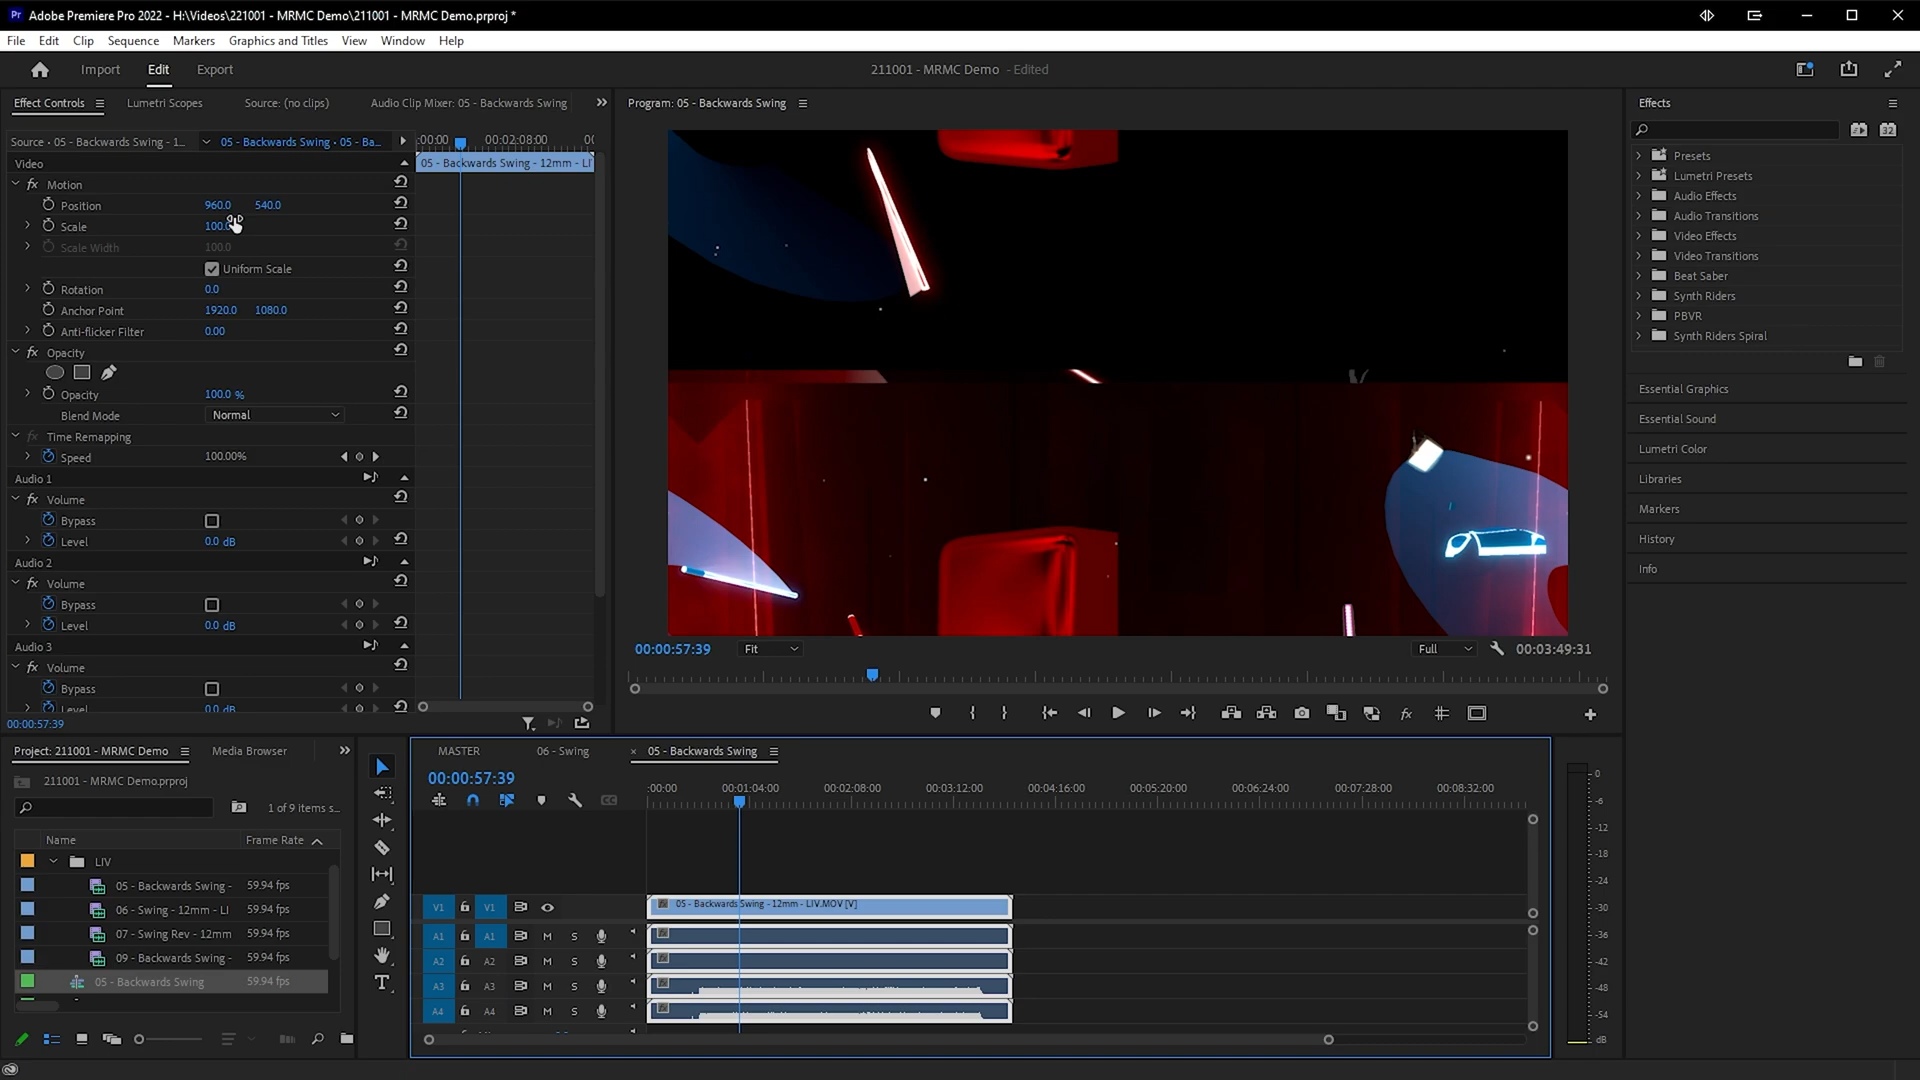 Adobe Premiere Pro 2022 - H:\Videos\221001 - MRMC Demo\211001 - MRMC Demo.prproj *
File Edit Clip Sequence Markers Graphics and Titles View Window Help
Import Edit Export
211001 - MRMC Demo - Edited
Effect Controls Lumetri Scopes Source: (no clips) Audio Clip Mixer: 05 - Backwards Swing
Source • 05 - Backwards Swing - 1... 05 - Backwards Swing • 05 - Ba...
:00:00 00:02:08:00 00
Video
05 - Backwards Swing - 12mm - LI
Motion
Position 960.0 540.0
Scale 100.0
Scale Width 100.0
Uniform Scale
Rotation 0.0
Anchor Point 1920.0 1080.0
Anti-flicker Filter 0.00
Opacity
Opacity 100.0 %
Blend Mode Normal
Time Remapping
Speed 100.00%
Audio 1
Volume
Bypass
Level 0.0 dB
Audio 2
Volume
Bypass
Level 0.0 dB
Audio 3
Volume
Bypass
Level 0.0 dB
00:00:57:39
Program: 05 - Backwards Swing
00:00:57:39 Fit Full 00:03:49:31
Effects
32
Presets
Lumetri Presets
Audio Effects
Audio Transitions
Video Effects
Video Transitions
Beat Saber
Synth Riders
PBVR
Synth Riders Spiral
Essential Graphics
Essential Sound
Lumetri Color
Libraries
Markers
History
Info
Project: 211001 - MRMC Demo Media Browser
211001 - MRMC Demo.prproj
1 of 9 items s...
Name Frame Rate
LIV
05 - Backwards Swing - 59.94 fps
06 - Swing - 12mm - LI 59.94 fps
07 - Swing Rev - 12mm 59.94 fps
09 - Backwards Swing - 59.94 fps
05 - Backwards Swing 59.94 fps
MASTER 06 - Swing × 05 - Backwards Swing
00:00:57:39
:00:00 00:01:04:00 00:02:08:00 00:03:12:00 00:04:16:00 00:05:20:00 00:06:24:00 00:07:28:00 00:08:32:00
V1 V1 05 - Backwards Swing - 12mm - LIV.MOV [V]
A1 A1 M S
A2 A2 M S
A3 A3 M S
A4 A4 M S
0
-6
-12
-18
-24
-30
-36
-42
-48
-54
dB